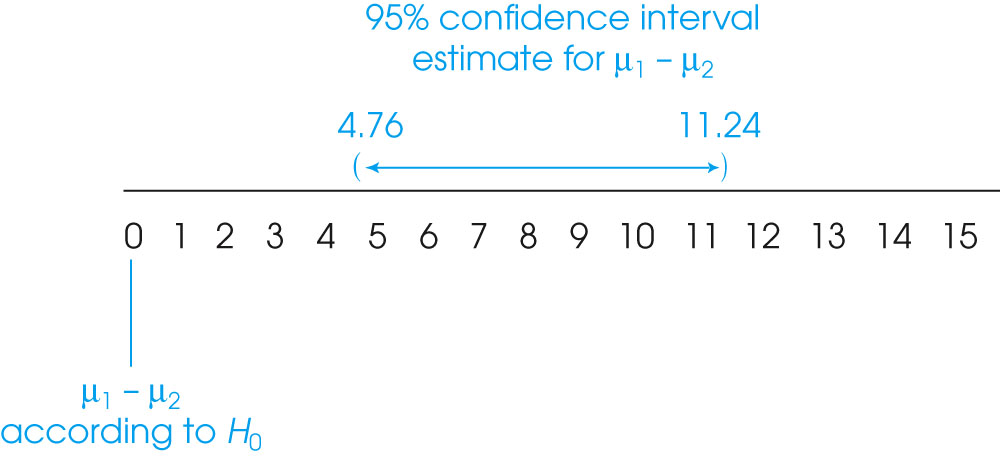 95% confidence interval
estimate for μ₁ – μ₂
4.76 11.24
( )
0 1 2 3 4 5 6 7 8 9 10 11 12 13 14 15
μ₁ – μ₂
according to H₀